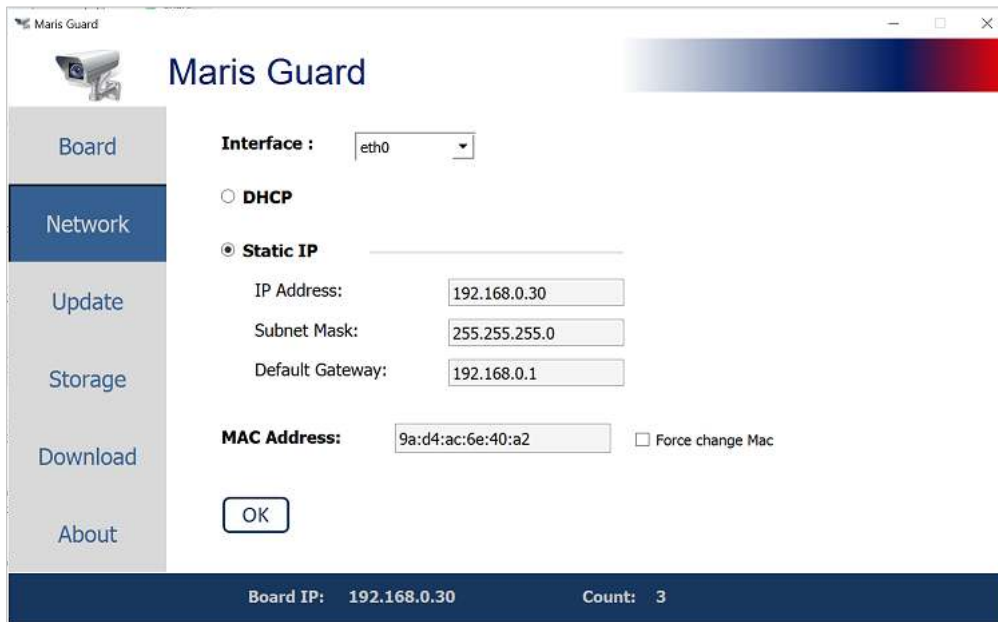 Maris Guard
Maris Guard
Board
Network
Update
Storage
Download
About
Interface : eth0
DHCP
Static IP
IP Address: 192.168.0.30
Subnet Mask: 255.255.255.0
Default Gateway: 192.168.0.1
MAC Address: 9a:d4:ac:6e:40:a2 Force change Mac
OK
Board IP: 192.168.0.30 Count: 3